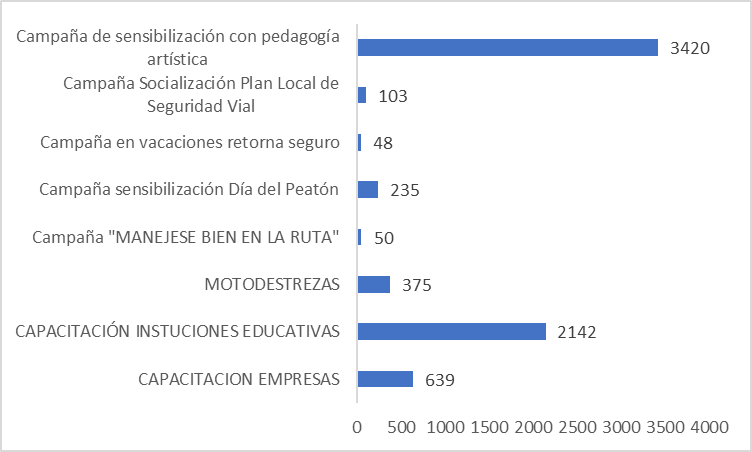 Campaña de sensibilización con pedagogía
artística
3420
Campaña Socialización Plan Local de
Seguridad Vial
103
Campaña en vacaciones retorna seguro
48
Campaña sensibilización Día del Peatón
235
Campaña "MANEJESE BIEN EN LA RUTA"
50
MOTODESTREZAS
375
CAPACITACIÓN INSTUCIONES EDUCATIVAS
2142
CAPACITACION EMPRESAS
639
0 500 1000 1500 2000 2500 3000 3500 4000